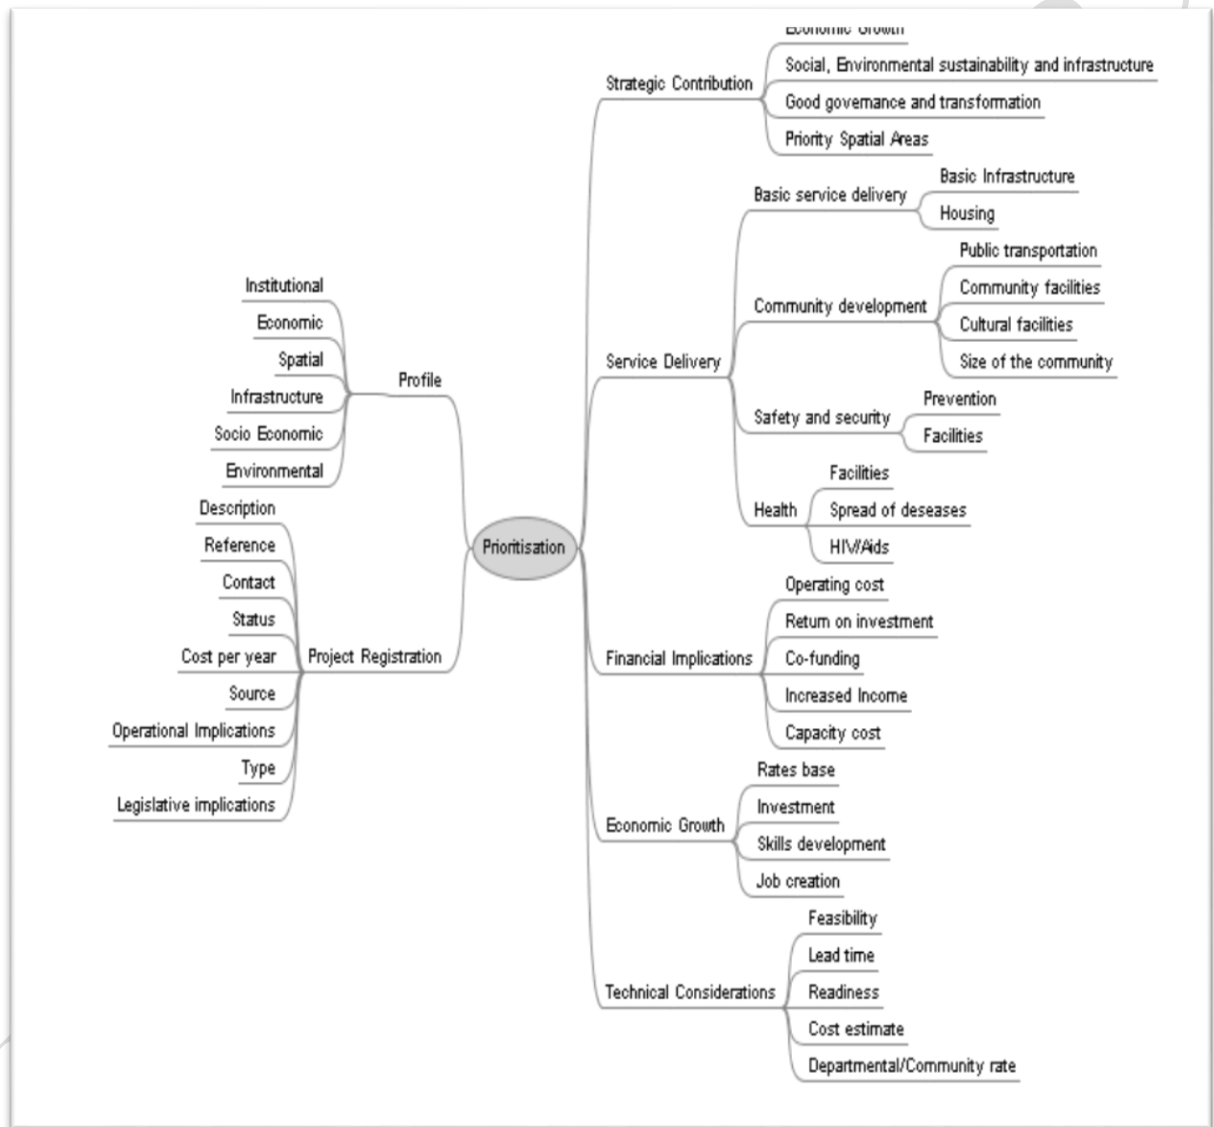 Economic Growth
Strategic Contribution
Social, Environmental sustainability and infrastructure
Good governance and transformation
Priority Spatial Areas
Service Delivery
Basic service delivery
Basic Infrastructure
Housing
Community development
Public transportation
Community facilities
Cultural facilities
Size of the community
Safety and security
Prevention
Facilities
Health
Facilities
Spread of deseases
HIV/Aids
Financial Implications
Operating cost
Return on investment
Co-funding
Increased Income
Capacity cost
Economic Growth
Rates base
Investment
Skills development
Job creation
Technical Considerations
Feasibility
Lead time
Readiness
Cost estimate
Departmental/Community rate
Prioritisation
Profile
Institutional
Economic
Spatial
Infrastructure
Socio Economic
Environmental
Project Registration
Description
Reference
Contact
Status
Cost per year
Source
Operational Implications
Type
Legislative implications